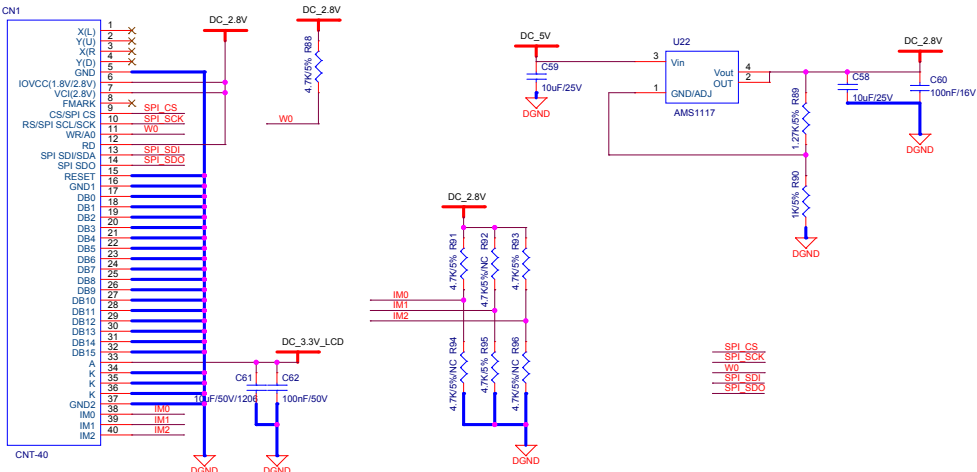 CN1
X(L) 1
Y(U) 2
X(R 3
Y(D) 4
GND 5
IOVCC(1.8V/2.8V) 6
VCI(2.8V) 7
FMARK 8
CS/SPI CS 9 SPI_CS
RS/SPI SCL/SCK 10 SPI_SCK
WR/A0 11 W0
RD 12
SPI SDI/SDA 13 SPI_SDI
SPI SDO 14 SPI_SDO
RESET 15
GND1 16
DB0 17
DB1 18
DB2 19
DB3 20
DB4 21
DB5 22
DB6 23
DB7 24
DB8 25
DB9 26
DB10 27
DB11 28
DB12 29
DB13 30
DB14 31
DB15 32
A 33
K 34
K 35
K 36
GND2 37
IM0 38 IM0
IM1 39 IM1
IM2 40 IM2
CNT-40
DC_2.8V
DGND
DC_2.8V
4.7K/5% R88
W0
DC_3.3V_LCD
C61
10uF/50V/1206
C62
100nF/50V
DGND
DC_5V
C59
10uF/25V
DGND
U22
3 Vin
Vout 4
OUT 2
1 GND/ADJ
AMS1117
DC_2.8V
1.27K/5% R89
C58
10uF/25V
C60
100nF/16V
DGND
1K/5% R90
DGND
DC_2.8V
4.7K/5% R91
4.7K/5%/NC R92
4.7K/5% R93
IM0
IM1
IM2
4.7K/5%/NC R94
4.7K/5% R95
4.7K/5%/NC R96
DGND
SPI_CS
SPI_SCK
W0
SPI_SDI
SPI_SDO